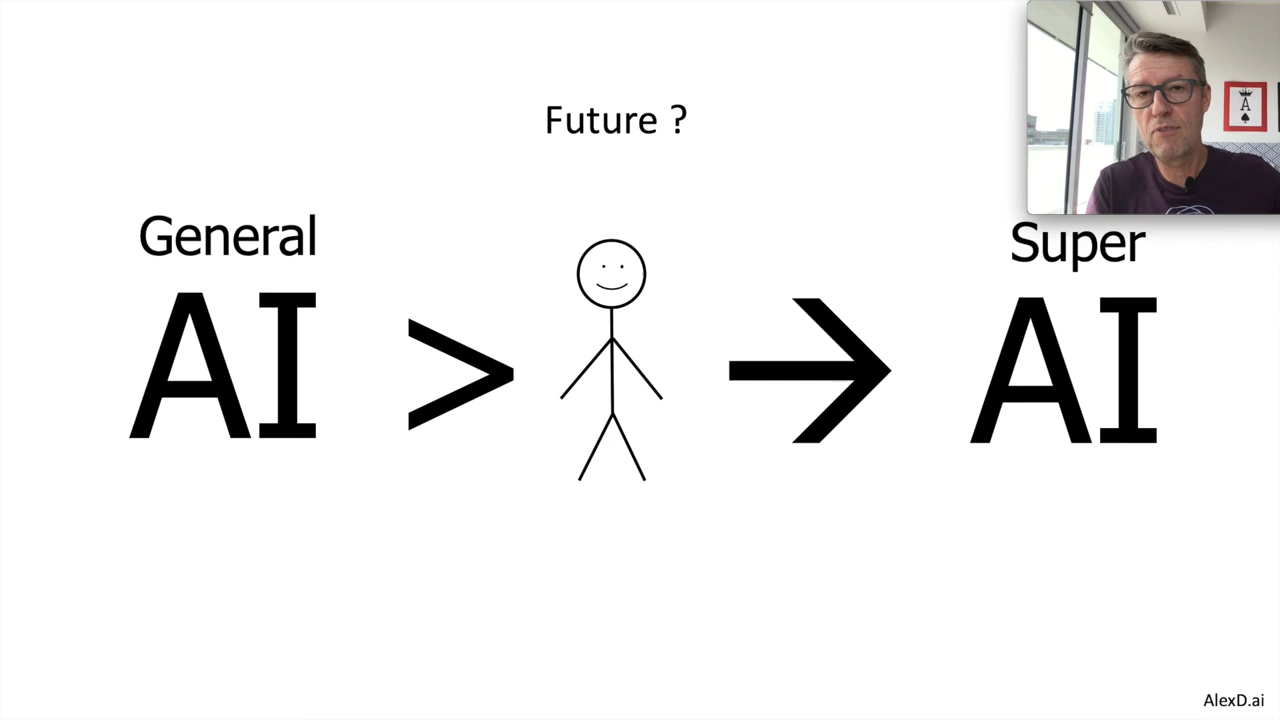 Future ?
General
Super
AI > → AI
A
AlexD.ai